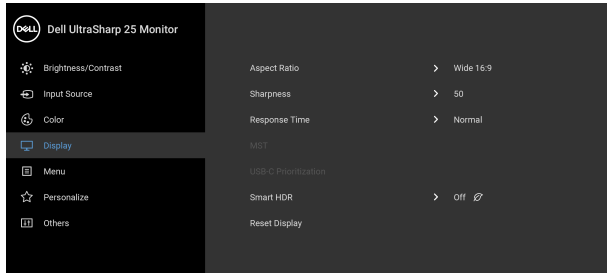 DELL Dell UltraSharp 25 Monitor
Brightness/Contrast
Input Source
Color
Display
Menu
Personalize
Others
Aspect Ratio > Wide 16:9
Sharpness > 50
Response Time > Normal
MST
USB-C Prioritization
Smart HDR > Off
Reset Display